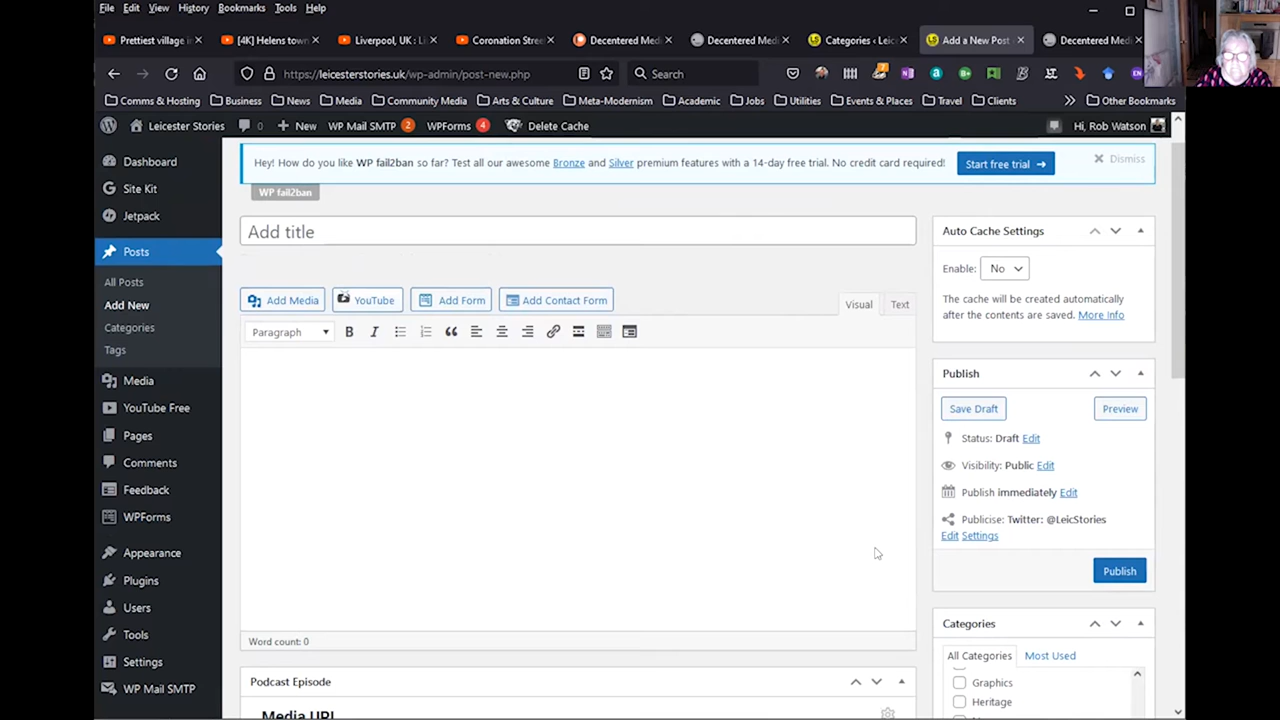 File Edit View History Bookmarks Tools Help
Prettiest village in [4K] Helens town Liverpool, UK : Li Coronation Stree Decentered Med Decentered Med Categories ‹ Leic Add a New Post Decentered Med
https://leicesterstories.uk/wp-admin/post-new.php Search
Comms & Hosting Business News Media Community Media Arts & Culture Meta-Modernism Academic Jobs Utilities Events & Places Travel Clients Other Bookmarks
Leicester Stories 0 New WP Mail SMTP 2 WPForms 4 Delete Cache Hi, Rob Watson
Dashboard
Site Kit
Jetpack
Posts
All Posts
Add New
Categories
Tags
Media
YouTube Free
Pages
Comments
Feedback
WPForms
Appearance
Plugins
Users
Tools
Settings
WP Mail SMTP
Hey! How do you like WP fail2ban so far? Test all our awesome Bronze and Silver premium features with a 14-day free trial. No credit card required! Start free trial → Dismiss
WP fail2ban
Add title
Add Media YouTube Add Form Add Contact Form Visual Text
Paragraph B I
Word count: 0
Podcast Episode
Media URL
Auto Cache Settings
Enable: No
The cache will be created automatically
after the contents are saved. More Info
Publish
Save Draft Preview
Status: Draft Edit
Visibility: Public Edit
Publish immediately Edit
Publicise: Twitter: @LeicStories
Edit Settings
Publish
Categories
All Categories Most Used
Graphics
Heritage